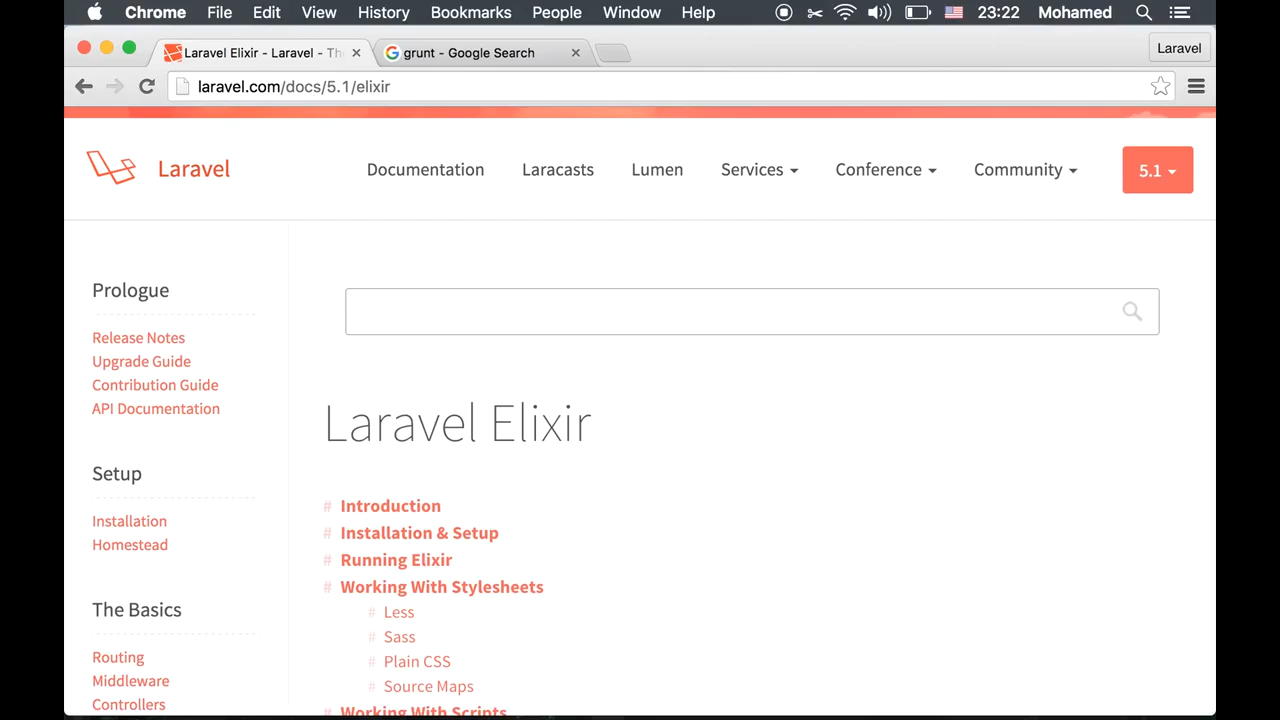 Chrome File Edit View History Bookmarks People Window Help 23:22 Mohamed
Laravel Elixir - Laravel - Th grunt - Google Search Laravel
laravel.com/docs/5.1/elixir
Laravel Documentation Laracasts Lumen Services Conference Community 5.1
Prologue
Release Notes
Upgrade Guide
Contribution Guide
API Documentation
Setup
Installation
Homestead
The Basics
Routing
Middleware
Controllers
Laravel Elixir
# Introduction
# Installation & Setup
# Running Elixir
# Working With Stylesheets
# Less
# Sass
# Plain CSS
# Source Maps
# Working With Scripts